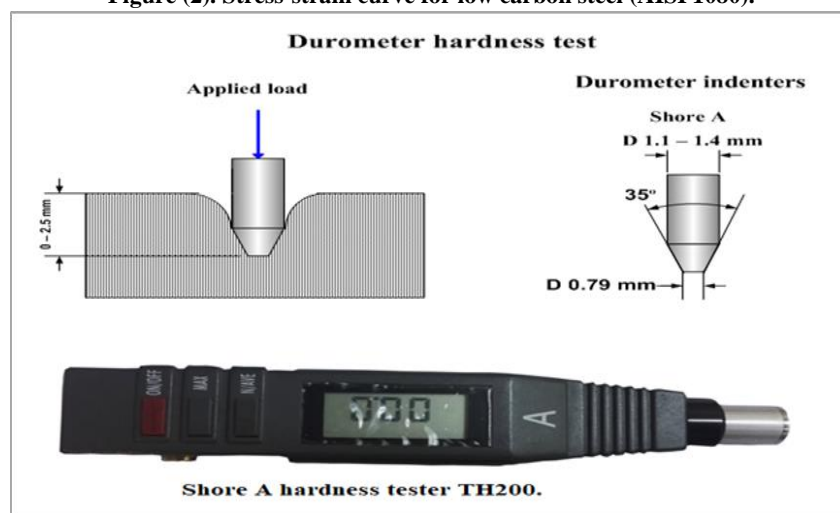 Figure (2). Stress-strain curve for low carbon steel (AISI 1080).
Durometer hardness test
Applied load
0 – 2.5 mm
Durometer indenters
Shore A
D 1.1 – 1.4 mm
35º
D 0.79 mm
ON/OFF
MAX
N/AVE
A
Shore A hardness tester TH200.